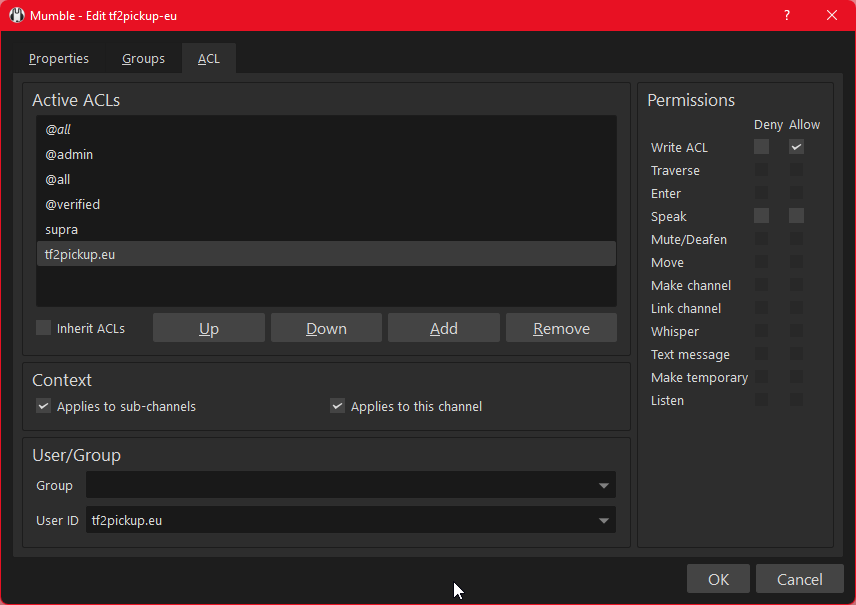 Mumble - Edit tf2pickup-eu
?
Properties Groups ACL
Active ACLs
@all
@admin
@all
@verified
supra
tf2pickup.eu
Inherit ACLs Up Down Add Remove
Context
Applies to sub-channels Applies to this channel
User/Group
Group
User ID tf2pickup.eu
Permissions
Deny Allow
Write ACL
Traverse
Enter
Speak
Mute/Deafen
Move
Make channel
Link channel
Whisper
Text message
Make temporary
Listen
OK Cancel